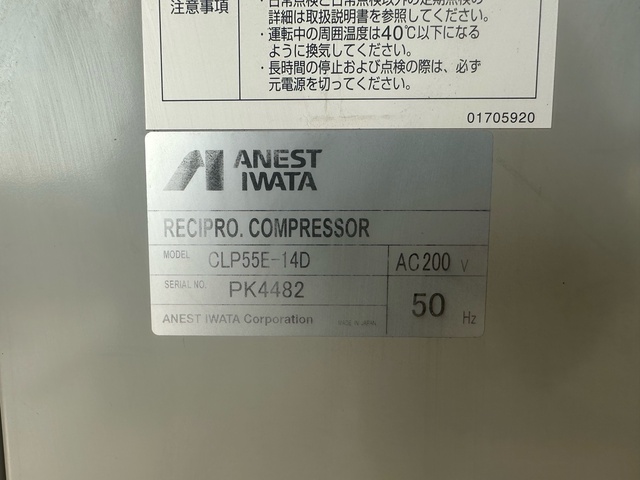 ・日常点検と日常点検以外の定期点検の
注意事項
詳細は取扱説明書を参照してください。
・運転中の周囲温度は40℃以下になる
ように換気してください。
・長時間の停止および点検の際は、必ず
元電源を切ってください。
01705920
ANEST
IWATA
RECIPRO. COMPRESSOR
MODEL CLP55E-14D AC200 V
SERIAL NO. PK4482
50 Hz
ANEST IWATA Corporation MADE IN JAPAN